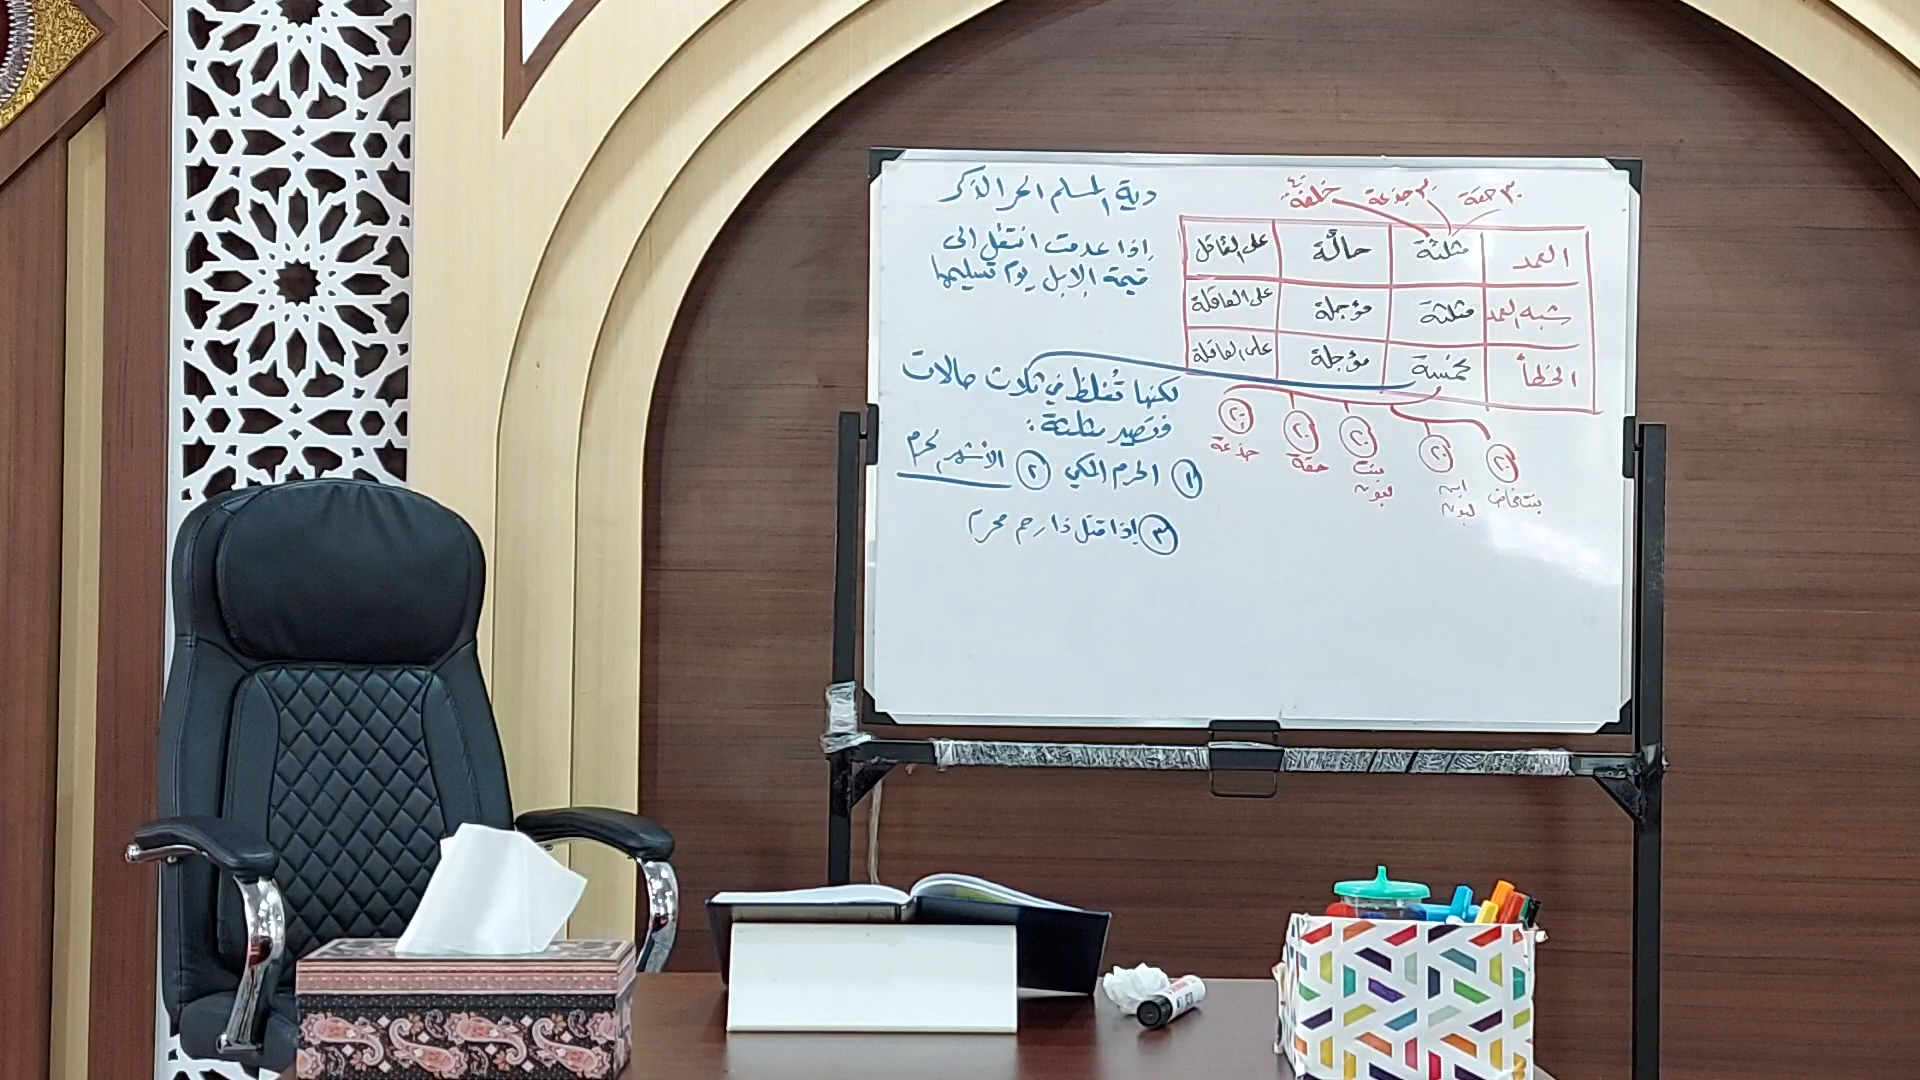 ٣٠ حقة ٣٠ جذعة ٤٠ خلفة
العمد مثلثة حالّة على القاتل
شبه العمد مثلثة مؤجلة على العاقلة
الخطأ مخمسة مؤجلة على العاقلة
٢٠ ٢٠ ٢٠ ٢٠ ٢٠
بنت مخاض ابن لبون بنت لبون حقة جذعة
دية المسلم الحر الذكر
إذا عدمت انتقل إلى
قيمة الإبل يوم تسليمها
لكنها تُغلظ في ثلاث حالات
فتصير مثلثة:
١ الحرم المكي ٢ الأشهر الحرم
٣ إذا قتل ذا رحم محرم